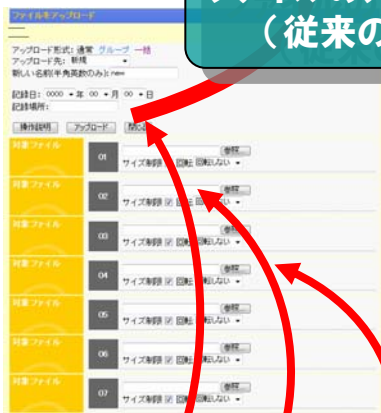 ファイルをアップロード
（従来の
アップロード形式: 通常 グループ 一括
アップロード先: 新規
新しい名前(半角英数のみ): new
記録日: 0000 年 00 月 00 日
記録場所:
操作説明 アップロード
対象ファイル 01 参照...
サイズ制限 回転 回転しない
対象ファイル 02 参照...
サイズ制限 回転しない
対象ファイル 03 参照...
サイズ制限 回転 回転しない
対象ファイル 04 参照...
サイズ制限 回転 回転しない
対象ファイル 05 参照...
サイズ制限 回転 回転しない
対象ファイル 06 参照...
サイズ制限 回転 回転しない
対象ファイル 07 参照...
サイズ制限 回転 回転しない